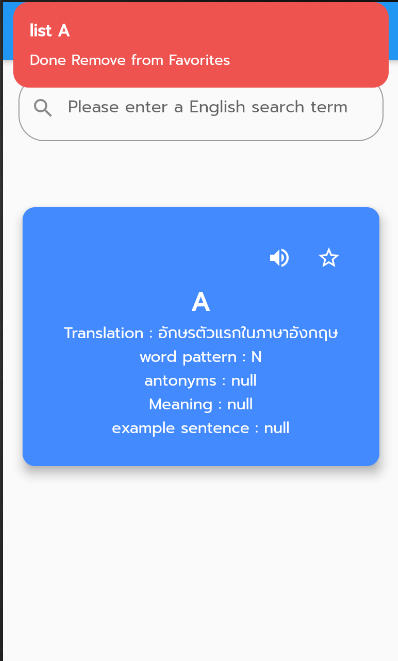 list A
Done Remove from Favorites
Please enter a English search term
A
Translation : อักษรตัวแรกในภาษาอังกฤษ
word pattern : N
antonyms : null
Meaning : null
example sentence : null